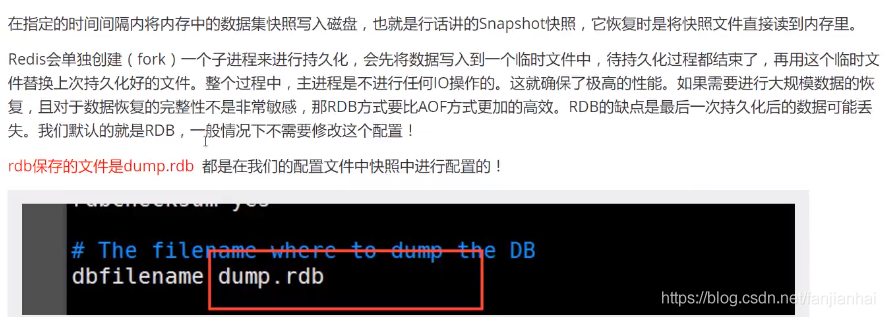 在指定的时间间隔内将内存中的数据集快照写入磁盘，也就是行话讲的Snapshot快照，它恢复时是将快照文件直接读到内存里。
Redis会单独创建（fork）一个子进程来进行持久化，会先将数据写入到一个临时文件中，待持久化过程都结束了，再用这个临时文
件替换上次持久化好的文件。整个过程中，主进程是不进行任何IO操作的。这就确保了极高的性能。如果需要进行大规模数据的恢
复，且对于数据恢复的完整性不是非常敏感，那RDB方式要比AOF方式更加的高效。RDB的缺点是最后一次持久化后的数据可能丢
失。我们默认的就是RDB，一般情况下不需要修改这个配置！
rdb保存的文件是dump.rdb 都是在我们的配置文件中快照中进行配置的！
rdbchecksum yes
# The filename where to dump the DB
dbfilename dump.rdb
https://blog.csdn.net/fanjianhai